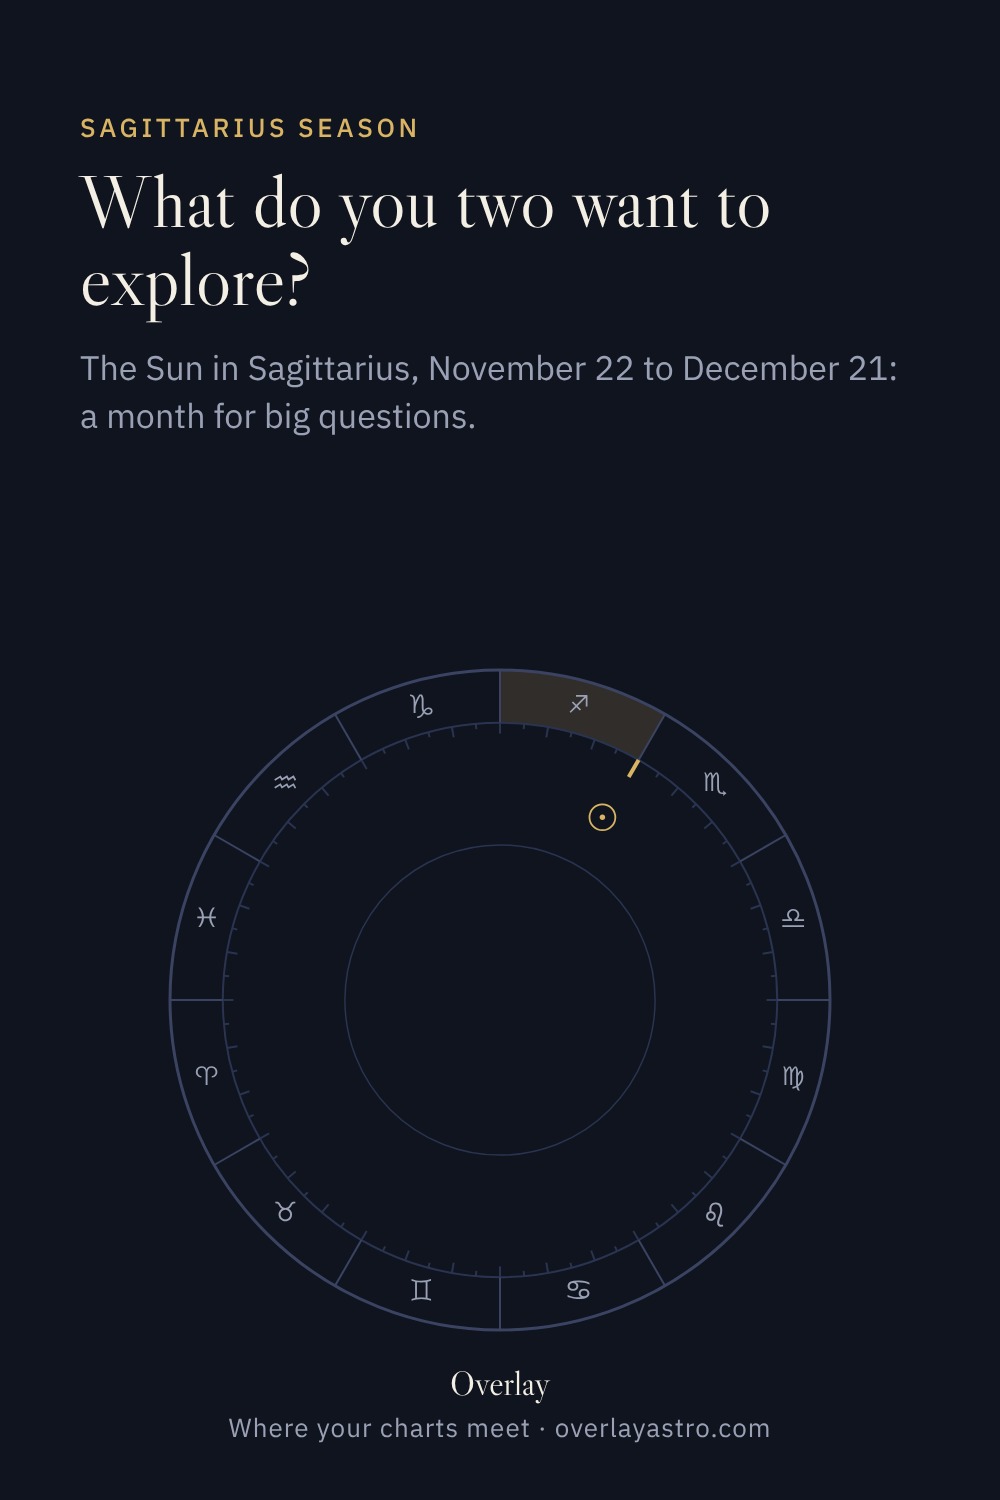 SAGITTARIUS SEASON
What do you two want to
explore?
The Sun in Sagittarius, November 22 to December 21:
a month for big questions.
♑ ♐
♒ ♏
♓ ♎
♈ ♍
♉ ♌
♊ ♋
☉
Overlay
Where your charts meet · overlayastro.com